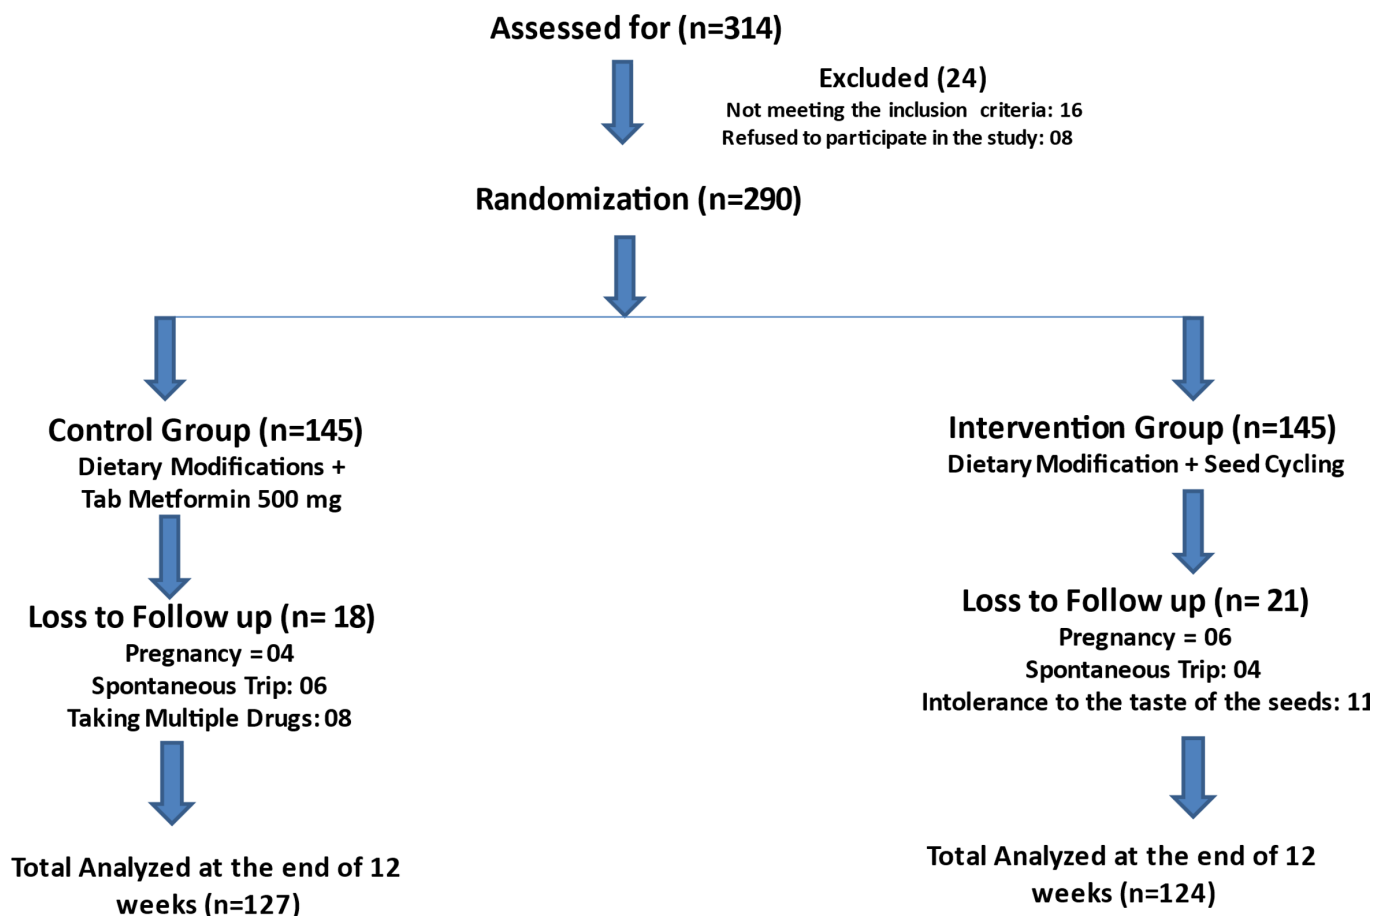 Assessed for (n=314)
Excluded (24)
Not meeting the inclusion criteria: 16
Refused to participate in the study: 08
Randomization (n=290)
Control Group (n=145)
Dietary Modifications +
Tab Metformin 500 mg
Loss to Follow up (n= 18)
Pregnancy = 04
Spontaneous Trip: 06
Taking Multiple Drugs: 08
Total Analyzed at the end of 12
weeks (n=127)
Intervention Group (n=145)
Dietary Modification + Seed Cycling
Loss to Follow up (n= 21)
Pregnancy = 06
Spontaneous Trip: 04
Intolerance to the taste of the seeds: 11
Total Analyzed at the end of 12
weeks (n=124)